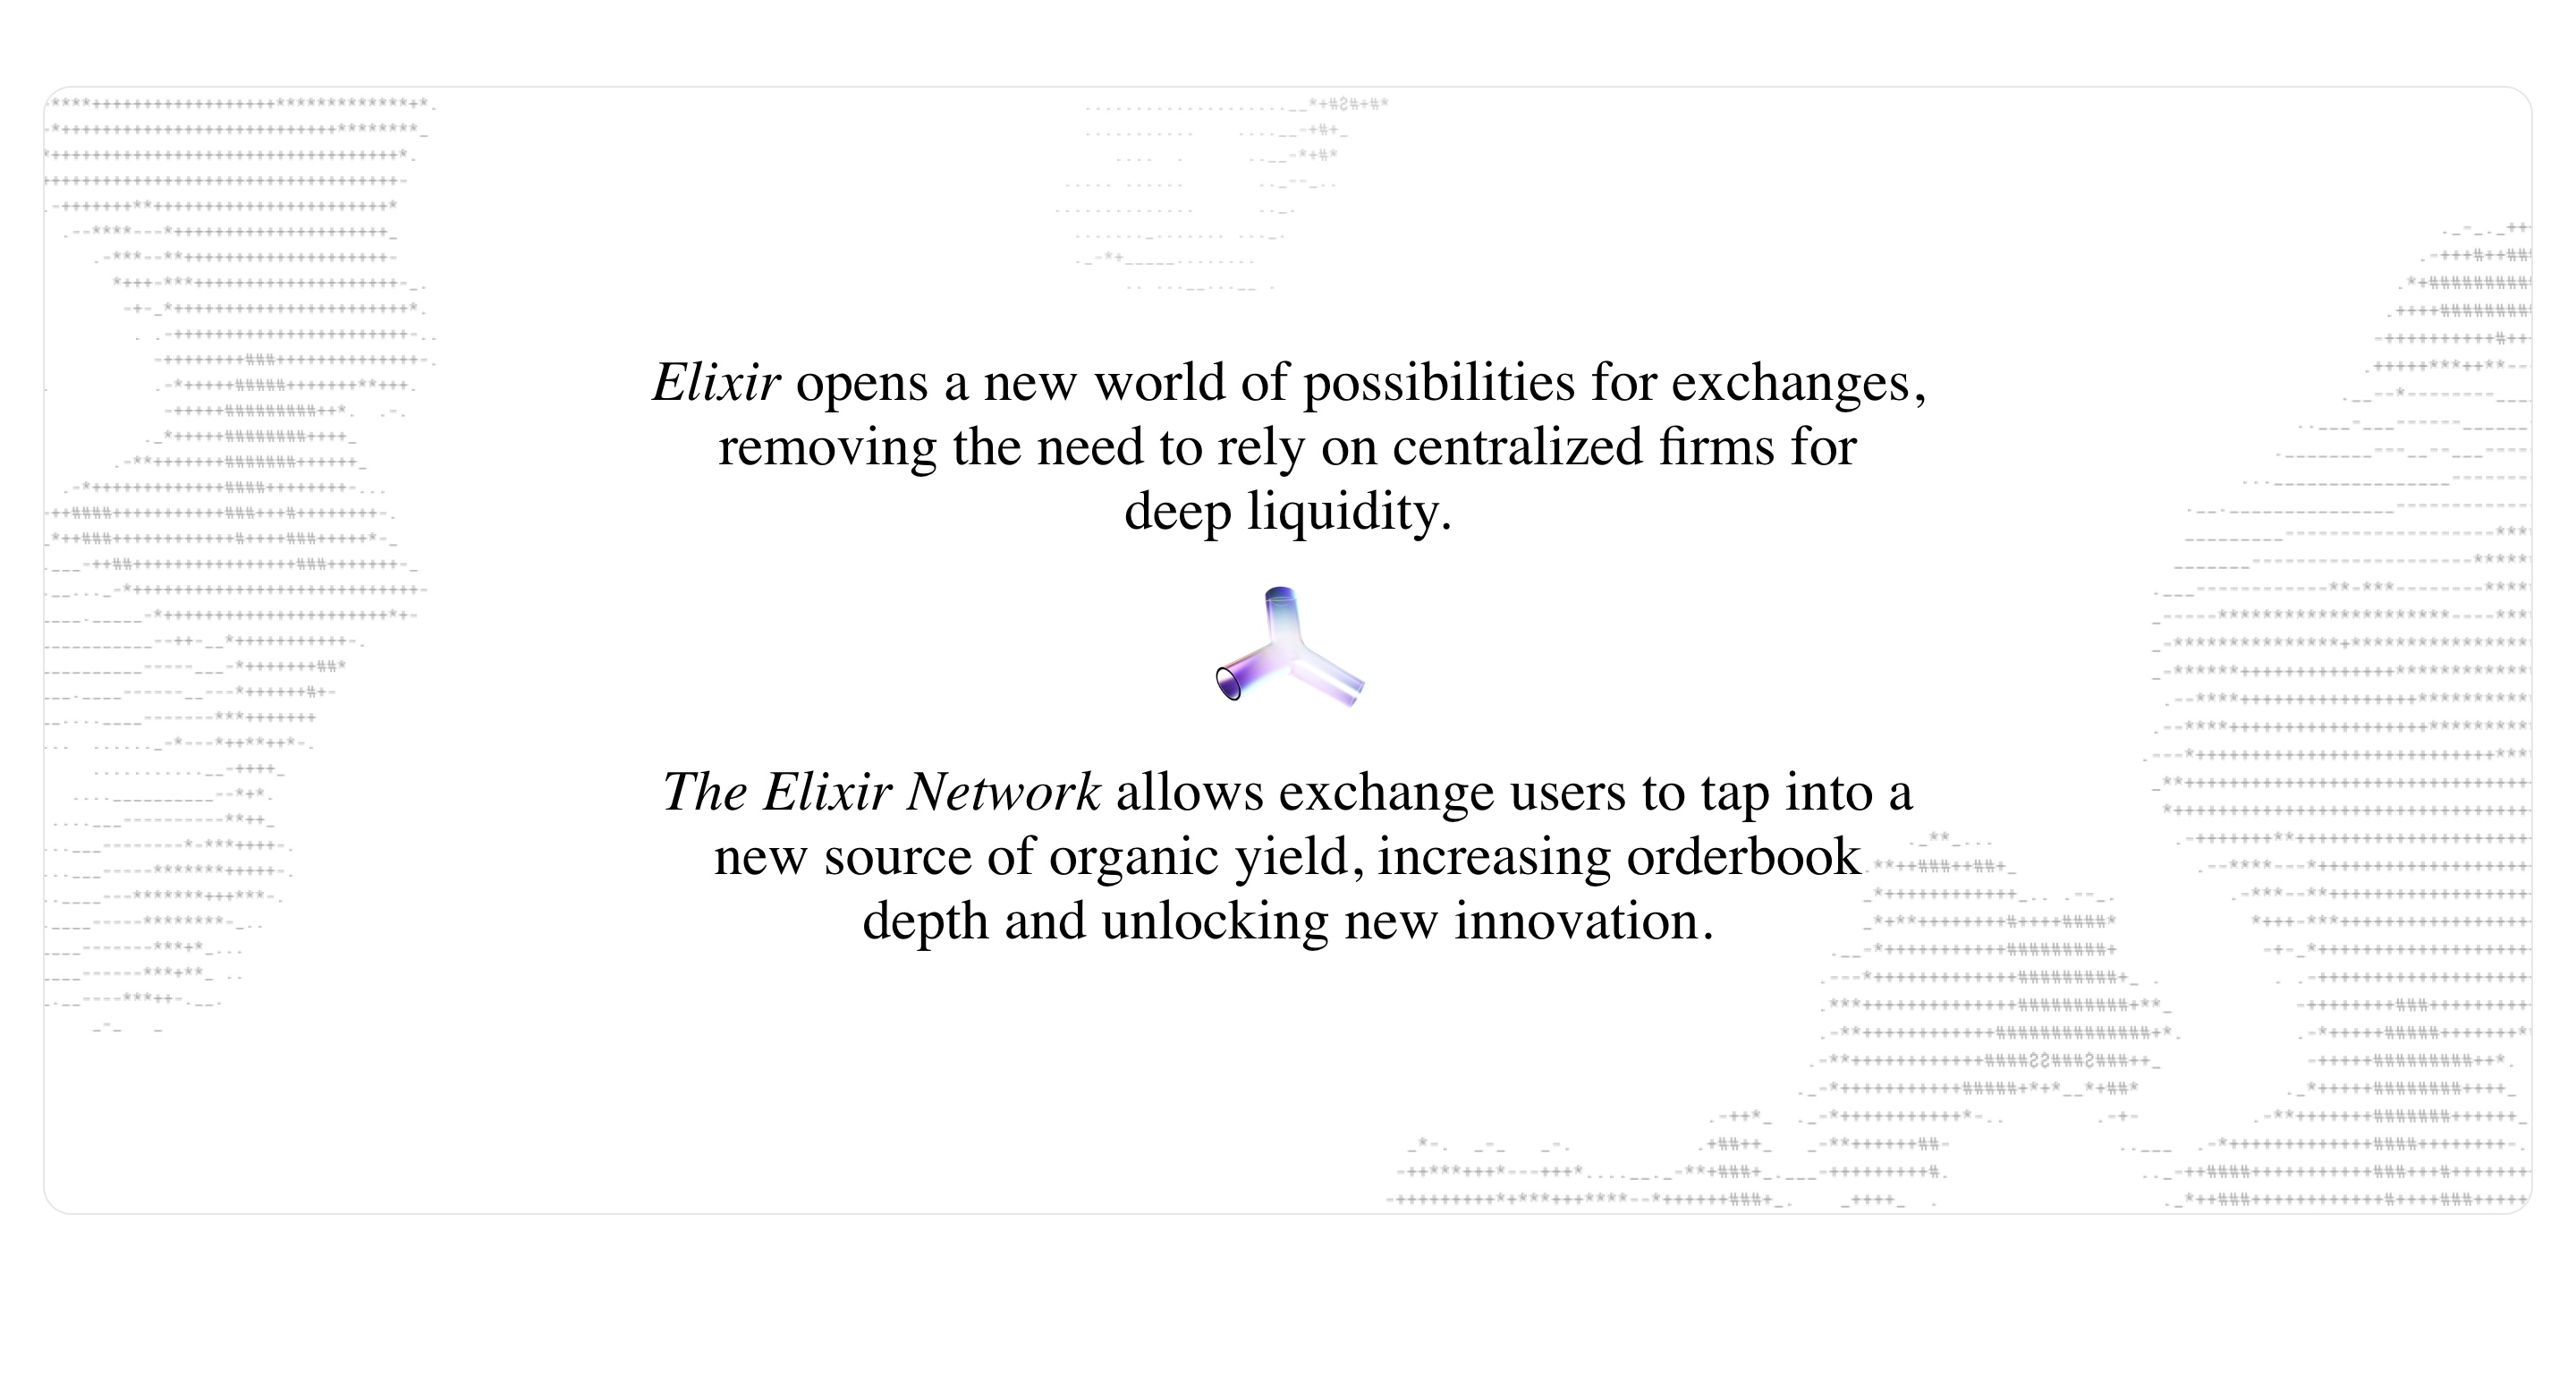 Elixir opens a new world of possibilities for exchanges,
removing the need to rely on centralized firms for
deep liquidity.
The Elixir Network allows exchange users to tap into a
new source of organic yield, increasing orderbook
depth and unlocking new innovation.